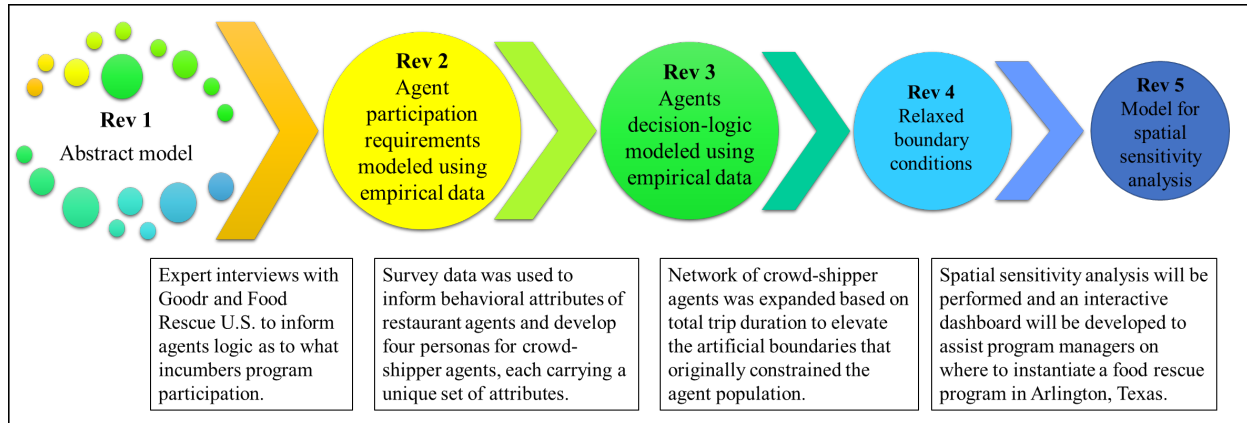 Rev 1
Abstract model
Rev 2
Agent
participation
requirements
modeled using
empirical data
Rev 3
Agents
decision-logic
modeled using
empirical data
Rev 4
Relaxed
boundary
conditions
Rev 5
Model for
spatial
sensitivity
analysis
Expert interviews with
Goodr and Food
Rescue U.S. to inform
agents logic as to what
incumbers program
participation.
Survey data was used to
inform behavioral attributes of
restaurant agents and develop
four personas for crowd-
shipper agents, each carrying a
unique set of attributes.
Network of crowd-shipper
agents was expanded based on
total trip duration to elevate
the artificial boundaries that
originally constrained the
agent population.
Spatial sensitivity analysis will be
performed and an interactive
dashboard will be developed to
assist program managers on
where to instantiate a food rescue
program in Arlington, Texas.